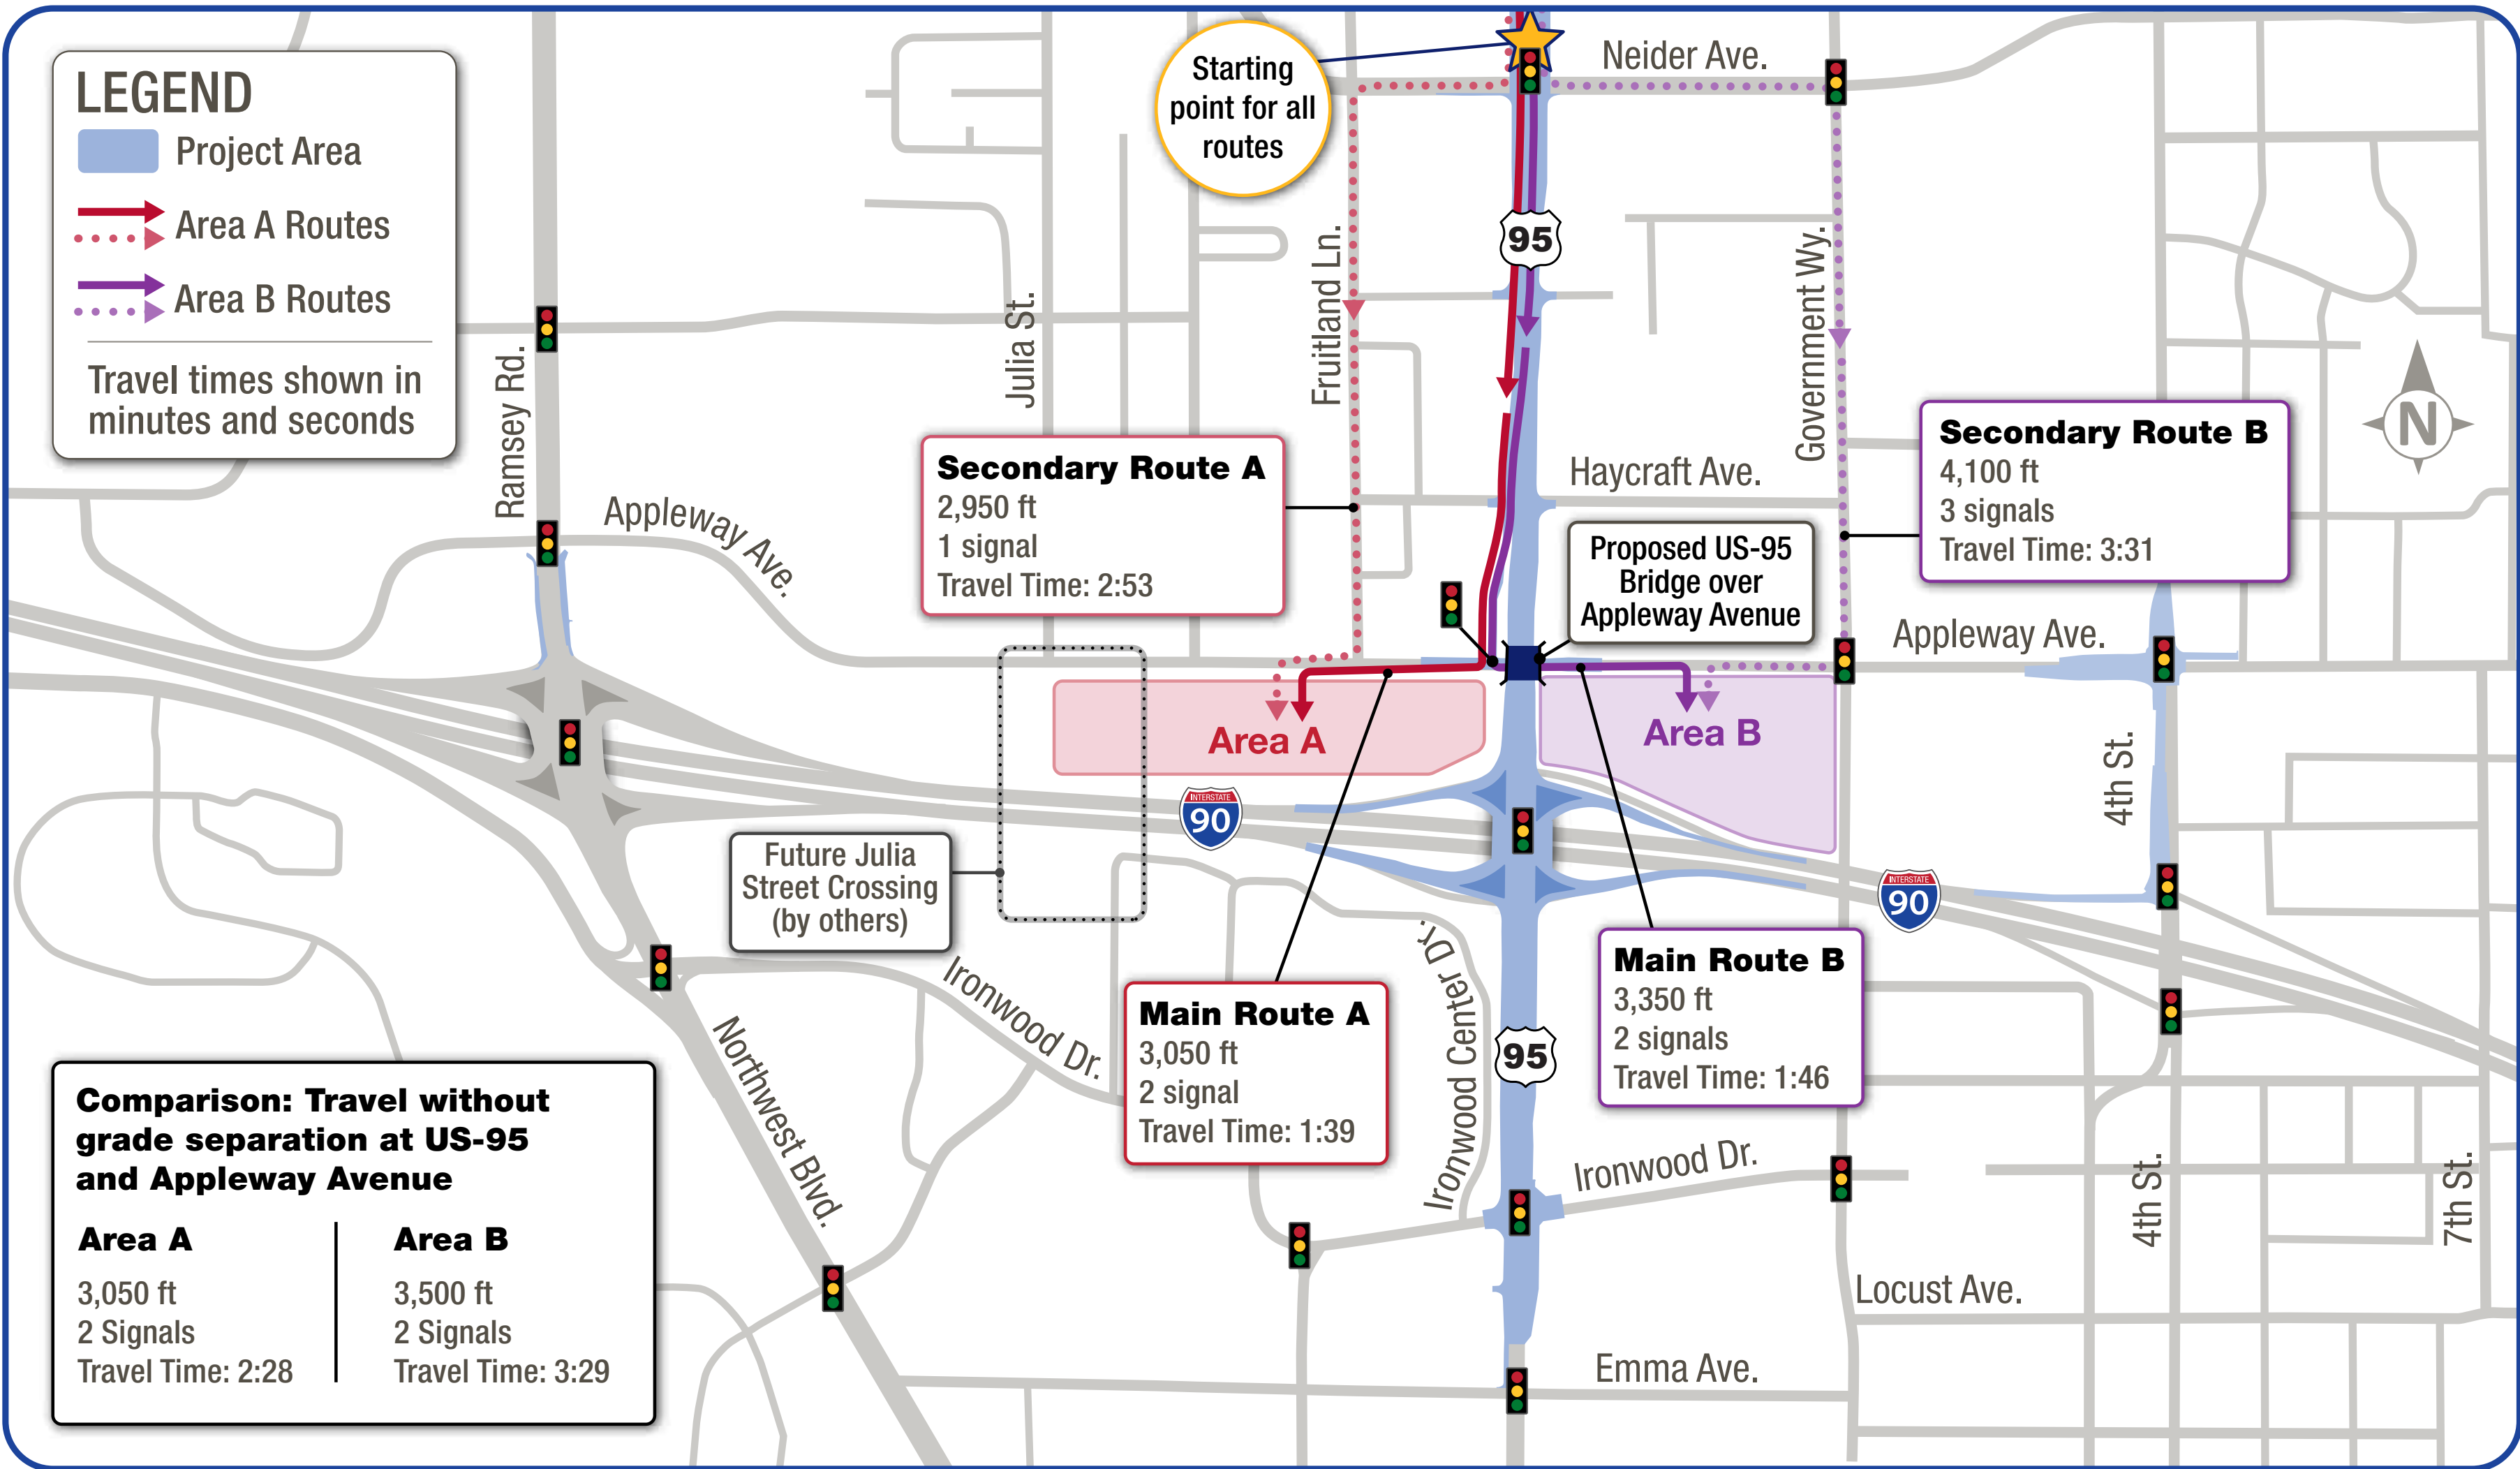 LEGEND
Project Area
Area A Routes
Area B Routes
Travel times shown in
minutes and seconds
Starting
point for all
routes
Neider Ave.
95
Ramsey Rd.
Julia St.
Fruitland Ln.
Government Wy.
Appleway Ave.
Secondary Route A
2,950 ft
1 signal
Travel Time: 2:53
Haycraft Ave.
Secondary Route B
4,100 ft
3 signals
Travel Time: 3:31
N
Proposed US-95
Bridge over
Appleway Avenue
Appleway Ave.
Area A
Area B
4th St.
INTERSTATE
90
Future Julia
Street Crossing
(by others)
INTERSTATE
90
Ironwood Dr.
Ironwood Center Dr.
Main Route A
3,050 ft
2 signal
Travel Time: 1:39
95
Main Route B
3,350 ft
2 signals
Travel Time: 1:46
Northwest Blvd.
Ironwood Dr.
4th St.
7th St.
Locust Ave.
Emma Ave.
Comparison: Travel without
grade separation at US-95
and Appleway Avenue
Area A
3,050 ft
2 Signals
Travel Time: 2:28
Area B
3,500 ft
2 Signals
Travel Time: 3:29